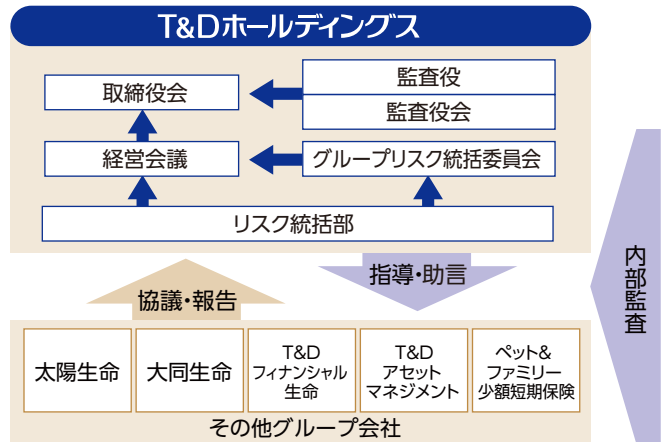 T&Dホールディングス
取締役会
監査役
監査役会
経営会議
グループリスク統括委員会
リスク統括部
協議・報告
指導・助言
内部監査
太陽生命
大同生命
T&D
フィナンシャル
生命
T&D
アセット
マネジメント
ペット&
ファミリー
少額短期保険
その他グループ会社